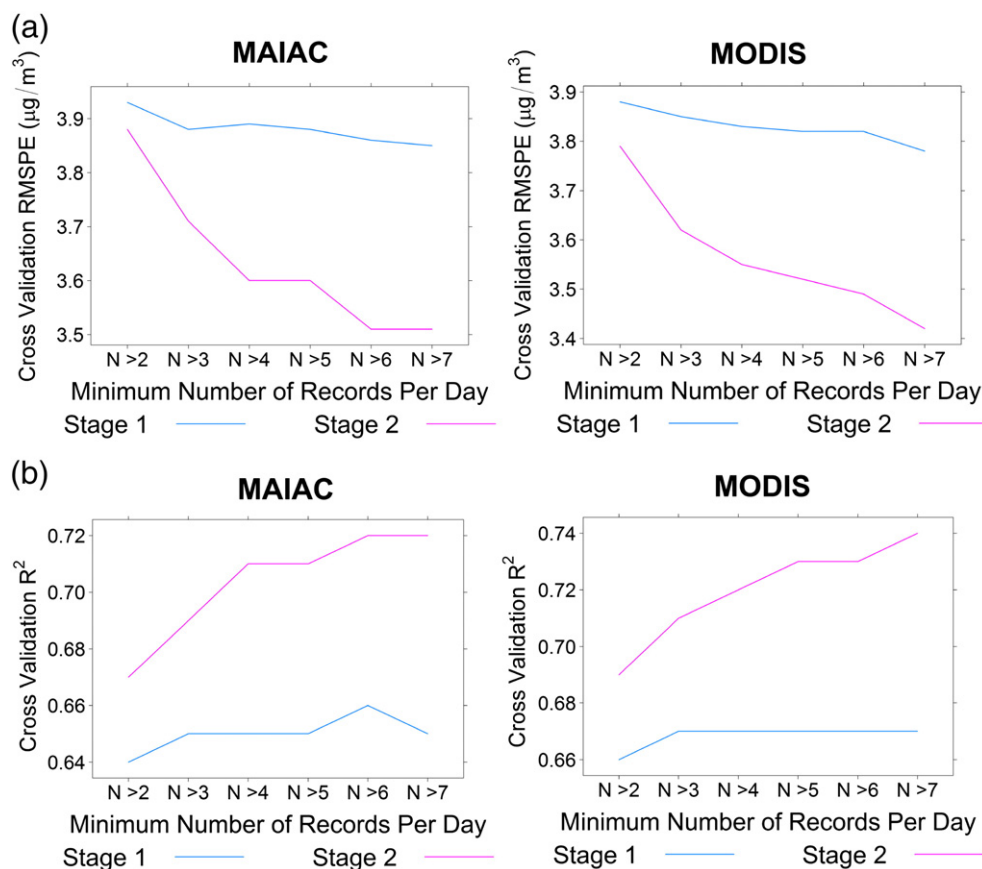 (a)
MAIAC
Cross Validation RMSPE (μg/m³)
3.9
3.8
3.7
3.6
3.5
N >2 N >3 N >4 N >5 N >6 N >7
Minimum Number of Records Per Day
Stage 1 Stage 2
MODIS
Cross Validation RMSPE (μg/m³)
3.9
3.8
3.7
3.6
3.5
3.4
N >2 N >3 N >4 N >5 N >6 N >7
Minimum Number of Records Per Day
Stage 1 Stage 2
(b)
MAIAC
Cross Validation R²
0.72
0.70
0.68
0.66
0.64
N >2 N >3 N >4 N >5 N >6 N >7
Minimum Number of Records Per Day
Stage 1 Stage 2
MODIS
Cross Validation R²
0.74
0.72
0.70
0.68
0.66
N >2 N >3 N >4 N >5 N >6 N >7
Minimum Number of Records Per Day
Stage 1 Stage 2